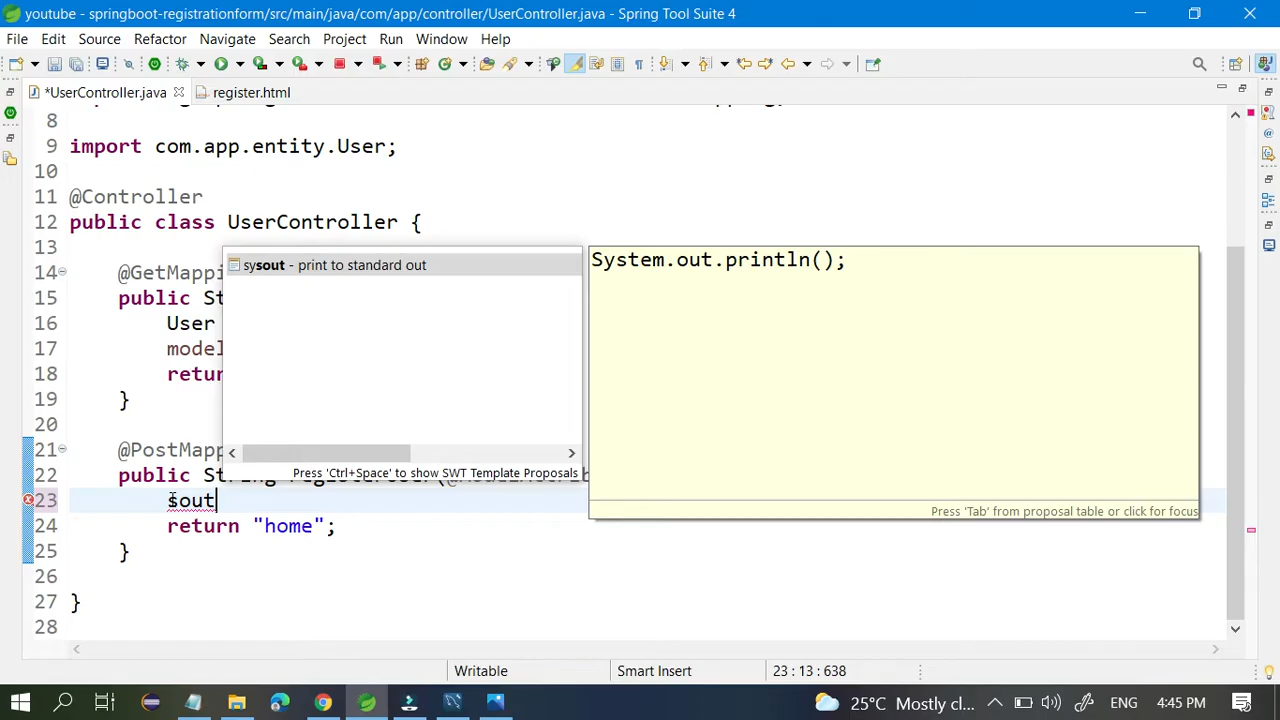 youtube - springboot-registrationform/src/main/java/com/app/controller/UserController.java - Spring Tool Suite 4
File Edit Source Refactor Navigate Search Project Run Window Help
*UserController.java register.html
8
9 import com.app.entity.User;
10
11 @Controller
12 public class UserController {
13
14 @GetMappi
15 public St
16 User
17 model
18 retur
19 }
20
21 @PostMapp
22 public String
23 sout
24 return "home";
25 }
26
27 }
28
sysout - print to standard out
Press 'Ctrl+Space' to show SWT Template Proposals
System.out.println();
Press 'Tab' from proposal table or click for focus
Writable Smart Insert 23 : 13 : 638
25°C Mostly cl... ENG 4:45 PM